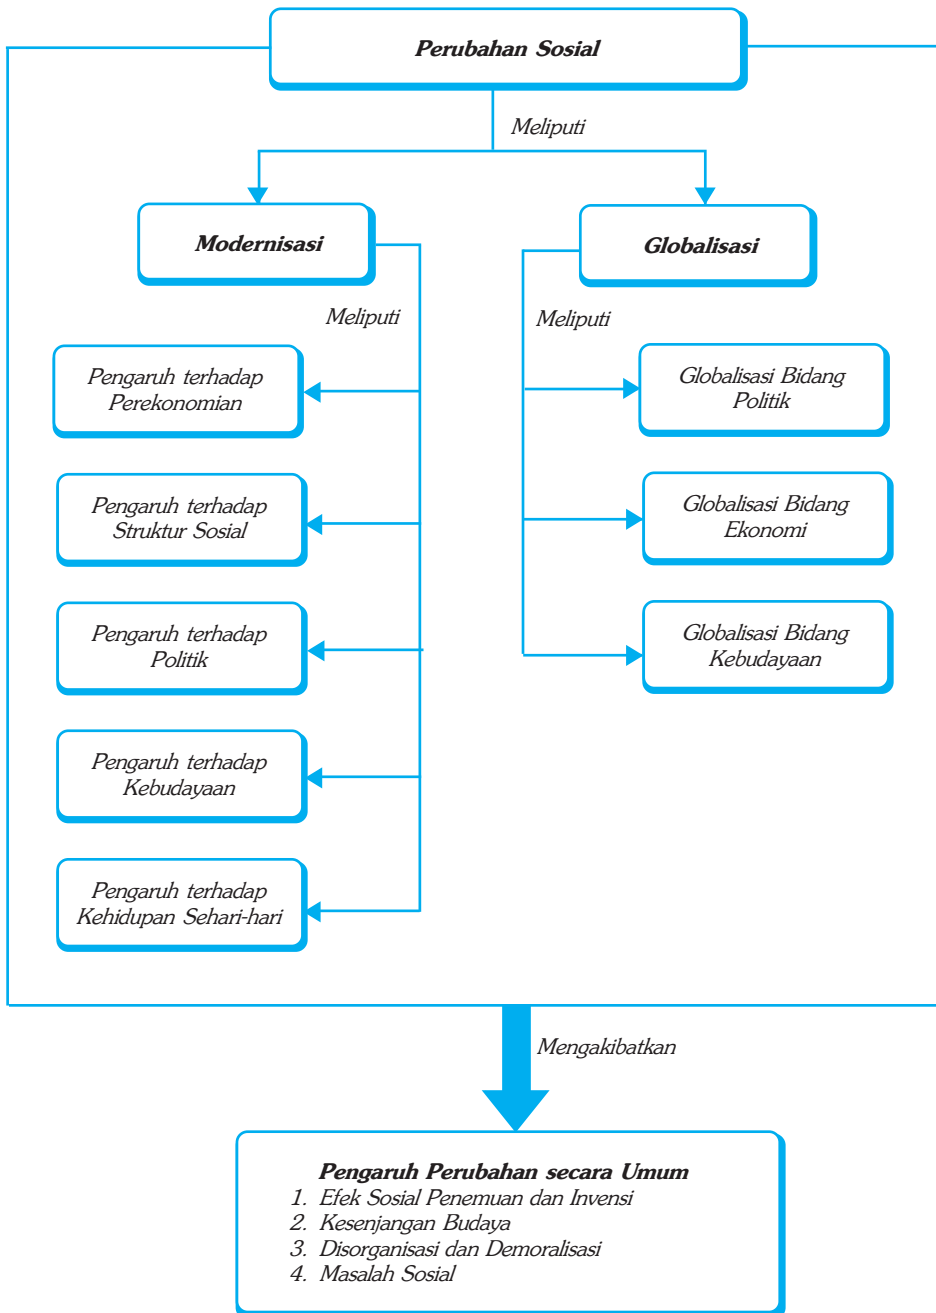 Perubahan Sosial
Meliputi
Modernisasi
Globalisasi
Meliputi
Meliputi
Pengaruh terhadap
Perekonomian
Pengaruh terhadap
Struktur Sosial
Pengaruh terhadap
Politik
Pengaruh terhadap
Kebudayaan
Pengaruh terhadap
Kehidupan Sehari-hari
Globalisasi Bidang
Politik
Globalisasi Bidang
Ekonomi
Globalisasi Bidang
Kebudayaan
Mengakibatkan
Pengaruh Perubahan secara Umum
1. Efek Sosial Penemuan dan Invensi
2. Kesenjangan Budaya
3. Disorganisasi dan Demoralisasi
4. Masalah Sosial